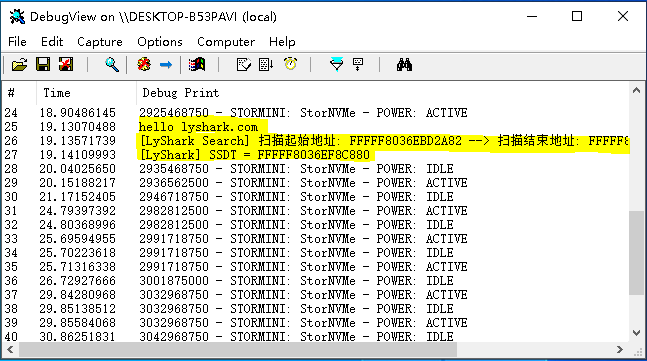 DebugView on \\DESKTOP-B53PAVI (local)
File Edit Capture Options Computer Help
# Time Debug Print
24 18.90486145 2925468750 - STORMINI: StorNVMe - POWER: ACTIVE
25 19.13070488 hello lyshark.com
26 19.13571739 [LyShark Search] 扫描起始地址: FFFFF8036EBD2A82 --> 扫描结束地址: FFFFF8
27 19.14109993 [LyShark] SSDT = FFFFF8036EF8C880
28 20.04025650 2935468750 - STORMINI: StorNVMe - POWER: IDLE
29 20.15188217 2936562500 - STORMINI: StorNVMe - POWER: ACTIVE
30 21.17152405 2946718750 - STORMINI: StorNVMe - POWER: IDLE
31 24.79397392 2982812500 - STORMINI: StorNVMe - POWER: ACTIVE
32 24.80368996 2982812500 - STORMINI: StorNVMe - POWER: IDLE
33 25.69594955 2991718750 - STORMINI: StorNVMe - POWER: ACTIVE
34 25.70223618 2991718750 - STORMINI: StorNVMe - POWER: IDLE
35 25.71316338 2991718750 - STORMINI: StorNVMe - POWER: ACTIVE
36 26.72927666 3001875000 - STORMINI: StorNVMe - POWER: IDLE
37 29.84280968 3032968750 - STORMINI: StorNVMe - POWER: ACTIVE
38 29.85138512 3032968750 - STORMINI: StorNVMe - POWER: IDLE
39 29.85584068 3032968750 - STORMINI: StorNVMe - POWER: ACTIVE
40 30.86251831 3042968750 - STORMINI: StorNVMe - POWER: IDLE